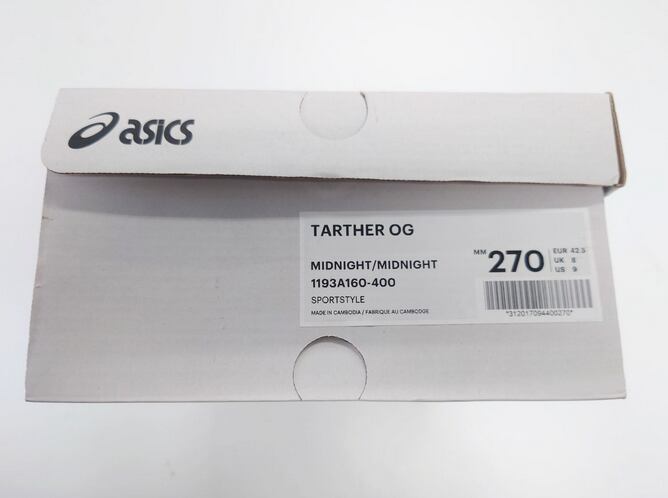 asics
TARTHER OG
MIDNIGHT/MIDNIGHT
1193A160-400
SPORTSTYLE
MADE IN CAMBODIA / FABRIQUE AU CAMBODGE
MM 270
EUR 42.5
UK 8
US 9
*312017094400270*